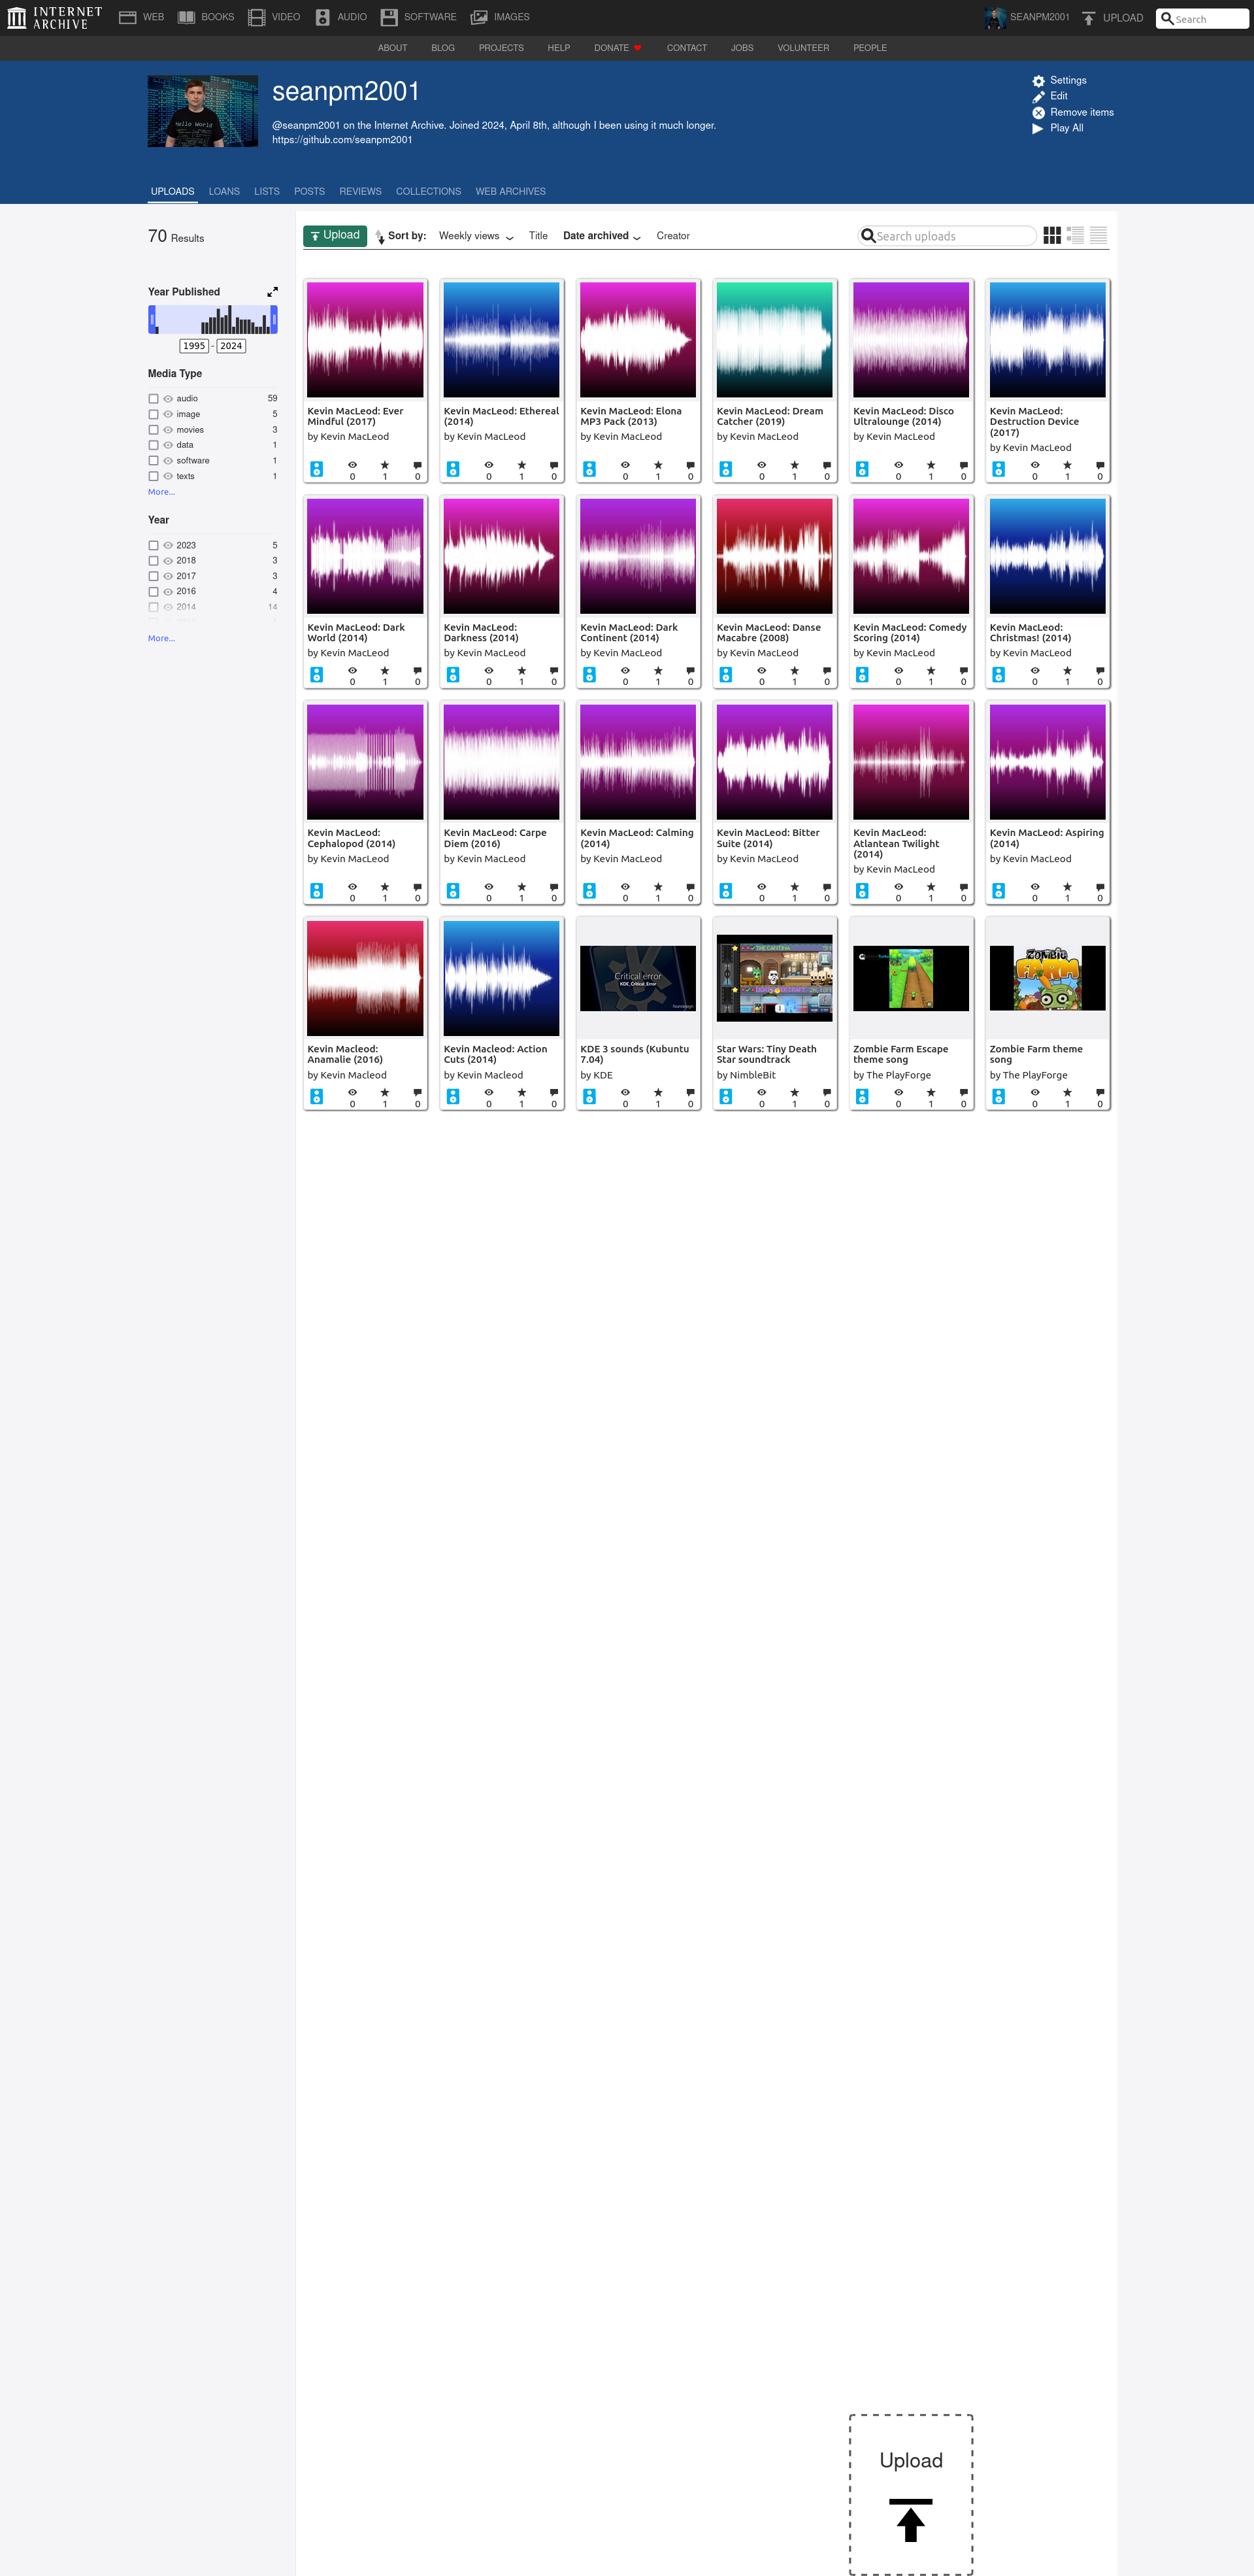 INTERNET ARCHIVE
WEB BOOKS VIDEO AUDIO SOFTWARE IMAGES
SEANPM2001 UPLOAD Search
ABOUT BLOG PROJECTS HELP DONATE CONTACT JOBS VOLUNTEER PEOPLE
Hello World
seanpm2001
@seanpm2001 on the Internet Archive. Joined 2024, April 8th, although I been using it much longer.
https://github.com/seanpm2001
Settings
Edit
Remove items
Play All
UPLOADS LOANS LISTS POSTS REVIEWS COLLECTIONS WEB ARCHIVES
70 Results
Year Published
1995 - 2024
Media Type
audio 59
image 5
movies 3
data 1
software 1
texts 1
More...
Year
2023 5
2018 3
2017 3
2016 4
2014 14
More...
Upload Sort by: Weekly views Title Date archived Creator Search uploads
Kevin MacLeod: Ever
Mindful (2017)
by Kevin MacLeod
0 1 0
Kevin MacLeod: Ethereal
(2014)
by Kevin MacLeod
0 1 0
Kevin MacLeod: Elona
MP3 Pack (2013)
by Kevin MacLeod
0 1 0
Kevin MacLeod: Dream
Catcher (2019)
by Kevin MacLeod
0 1 0
Kevin MacLeod: Disco
Ultralounge (2014)
by Kevin MacLeod
0 1 0
Kevin MacLeod:
Destruction Device
(2017)
by Kevin MacLeod
0 1 0
Kevin MacLeod: Dark
World (2014)
by Kevin MacLeod
0 1 0
Kevin MacLeod:
Darkness (2014)
by Kevin MacLeod
0 1 0
Kevin MacLeod: Dark
Continent (2014)
by Kevin MacLeod
0 1 0
Kevin MacLeod: Danse
Macabre (2008)
by Kevin MacLeod
0 1 0
Kevin MacLeod: Comedy
Scoring (2014)
by Kevin MacLeod
0 1 0
Kevin MacLeod:
Christmas! (2014)
by Kevin MacLeod
0 1 0
Kevin MacLeod:
Cephalopod (2014)
by Kevin MacLeod
0 1 0
Kevin MacLeod: Carpe
Diem (2016)
by Kevin MacLeod
0 1 0
Kevin MacLeod: Calming
(2014)
by Kevin MacLeod
0 1 0
Kevin MacLeod: Bitter
Suite (2014)
by Kevin MacLeod
0 1 0
Kevin MacLeod:
Atlantean Twilight
(2014)
by Kevin MacLeod
0 1 0
Kevin MacLeod: Aspiring
(2014)
by Kevin MacLeod
0 1 0
Kevin Macleod:
Anamalie (2016)
by Kevin Macleod
0 1 0
Kevin Macleod: Action
Cuts (2014)
by Kevin Macleod
0 1 0
Critical error
KDE_Critical_Error
KDE 3 sounds (Kubuntu
7.04)
by KDE
0 1 0
THE CANTINA
Star Wars: Tiny Death
Star soundtrack
by NimbleBit
0 1 0
Zombie Farm Escape
theme song
by The PlayForge
0 1 0
ZOMBIE
FARM
Zombie Farm theme
song
by The PlayForge
0 1 0
Upload